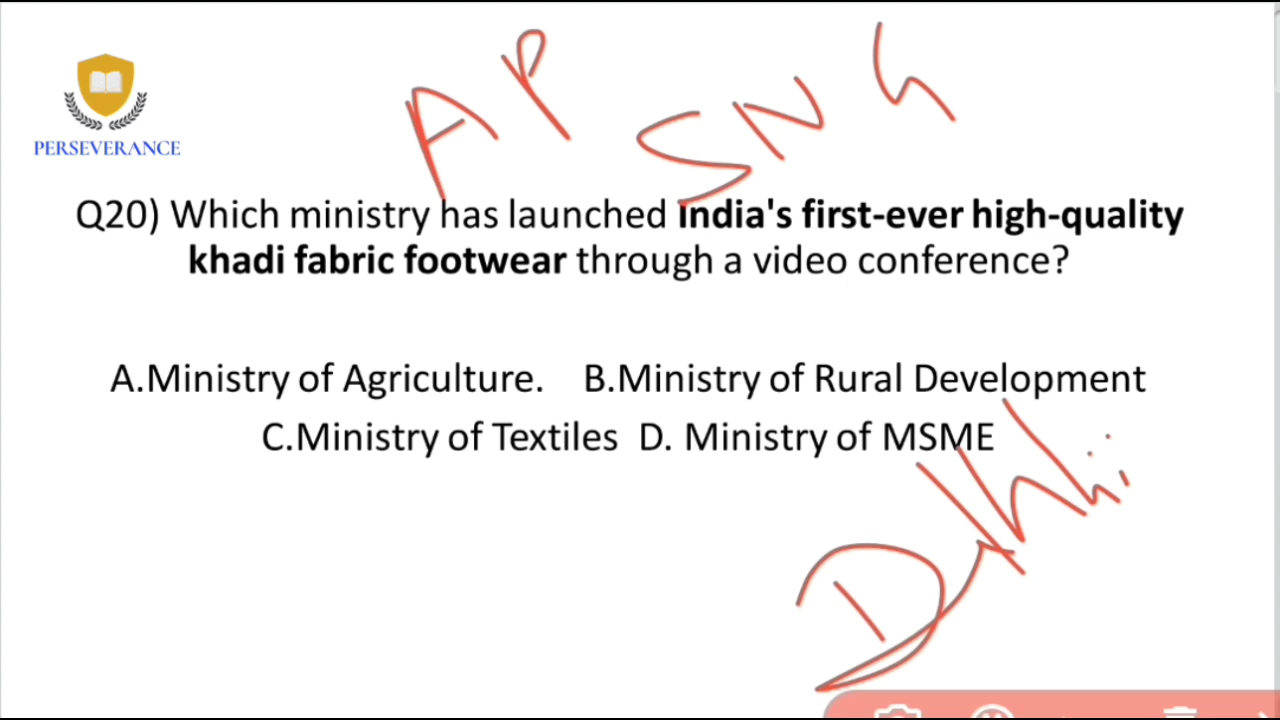 AP SNG
PERSEVERANCE
Q20) Which ministry has launched India's first-ever high-quality
khadi fabric footwear through a video conference?
A.Ministry of Agriculture. B.Ministry of Rural Development
C.Ministry of Textiles D. Ministry of MSME
Delhi